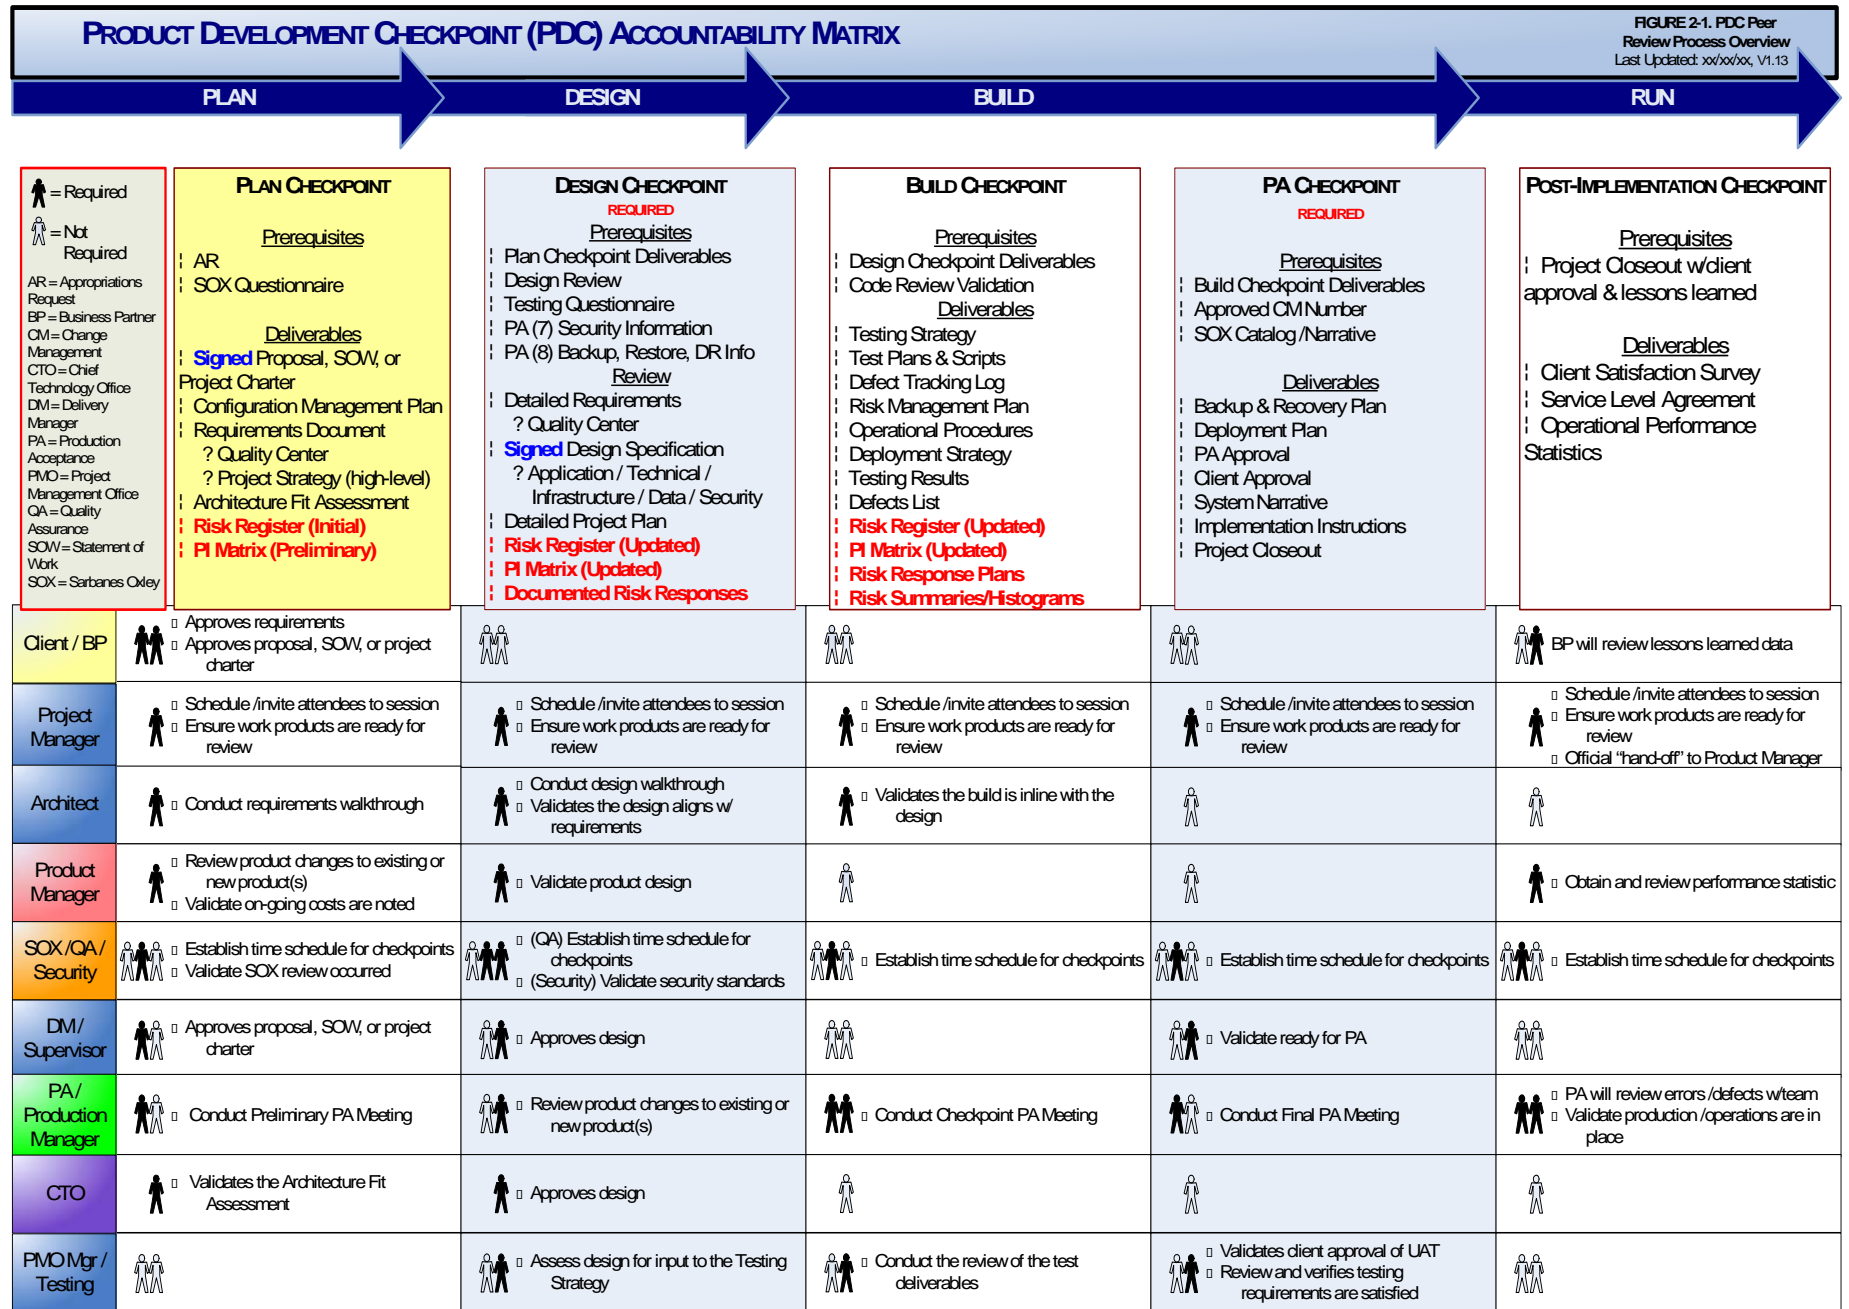 PRODUCT DEVELOPMENT CHECKPOINT (PDC) ACCOUNTABILITY MATRIX
FIGURE 2-1. PDC Peer
Review Process Overview
Last Updated: xx/xx/xx, V1.13
PLAN
DESIGN
BUILD
RUN
= Required
= Not
Required
AR = Appropriations
Request
BP = Business Partner
CM = Change
Management
CTO = Chief
Technology Office
DM = Delivery
Manager
PA = Production
Acceptance
PMO = Project
Management Office
QA = Quality
Assurance
SOW = Statement of
Work
SOX = Sarbanes Oxley
PLAN CHECKPOINT
Prerequisites
¦ AR
¦ SOX Questionnaire
Deliverables
¦ Signed Proposal, SOW, or
Project Charter
¦ Configuration Management Plan
¦ Requirements Document
? Quality Center
? Project Strategy (high-level)
¦ Architecture Fit Assessment
¦ Risk Register (Initial)
¦ PI Matrix (Preliminary)
DESIGN CHECKPOINT
REQUIRED
Prerequisites
¦ Plan Checkpoint Deliverables
¦ Design Review
¦ Testing Questionnaire
¦ PA (7) Security Information
¦ PA (8) Backup, Restore, DR Info
Review
¦ Detailed Requirements
? Quality Center
¦ Signed Design Specification
? Application / Technical /
Infrastructure / Data / Security
¦ Detailed Project Plan
¦ Risk Register (Updated)
¦ PI Matrix (Updated)
¦ Documented Risk Responses
BUILD CHECKPOINT
Prerequisites
¦ Design Checkpoint Deliverables
¦ Code Review Validation
Deliverables
¦ Testing Strategy
¦ Test Plans & Scripts
¦ Defect Tracking Log
¦ Risk Management Plan
¦ Operational Procedures
¦ Deployment Strategy
¦ Testing Results
¦ Defects List
¦ Risk Register (Updated)
¦ PI Matrix (Updated)
¦ Risk Response Plans
¦ Risk Summaries/Histograms
PA CHECKPOINT
REQUIRED
Prerequisites
¦ Build Checkpoint Deliverables
¦ Approved CM Number
¦ SOX Catalog /Narrative
Deliverables
¦ Backup & Recovery Plan
¦ Deployment Plan
¦ PA Approval
¦ Client Approval
¦ System Narrative
¦ Implementation Instructions
¦ Project Closeout
POST-IMPLEMENTATION CHECKPOINT
Prerequisites
¦ Project Closeout w/client
approval & lessons learned
Deliverables
¦ Client Satisfaction Survey
¦ Service Level Agreement
¦ Operational Performance
Statistics
Client / BP
Approves requirements
Approves proposal, SOW, or project
charter
BP will review lessons learned data
Project
Manager
Schedule /invite attendees to session
Ensure work products are ready for
review
Schedule /invite attendees to session
Ensure work products are ready for
review
Schedule /invite attendees to session
Ensure work products are ready for
review
Schedule /invite attendees to session
Ensure work products are ready for
review
Schedule /invite attendees to session
Ensure work products are ready for
review
Official “hand-off” to Product Manager
Architect
Conduct requirements walkthrough
Conduct design walkthrough
Validates the design aligns w/
requirements
Validates the build is inline with the
design
Product
Manager
Review product changes to existing or
new product(s)
Validate on-going costs are noted
Validate product design
Obtain and review performance statistic
SOX /QA /
Security
Establish time schedule for checkpoints
Validate SOX review occurred
(QA) Establish time schedule for
checkpoints
(Security) Validate security standards
Establish time schedule for checkpoints
Establish time schedule for checkpoints
Establish time schedule for checkpoints
DM /
Supervisor
Approves proposal, SOW, or project
charter
Approves design
Validate ready for PA
PA /
Production
Manager
Conduct Preliminary PA Meeting
Review product changes to existing or
new product(s)
Conduct Checkpoint PA Meeting
Conduct Final PA Meeting
PA will review errors /defects w/team
Validate production /operations are in
place
CTO
Validates the Architecture Fit
Assessment
Approves design
PMO Mgr /
Testing
Assess design for input to the Testing
Strategy
Conduct the review of the test
deliverables
Validates client approval of UAT
Review and verifies testing
requirements are satisfied